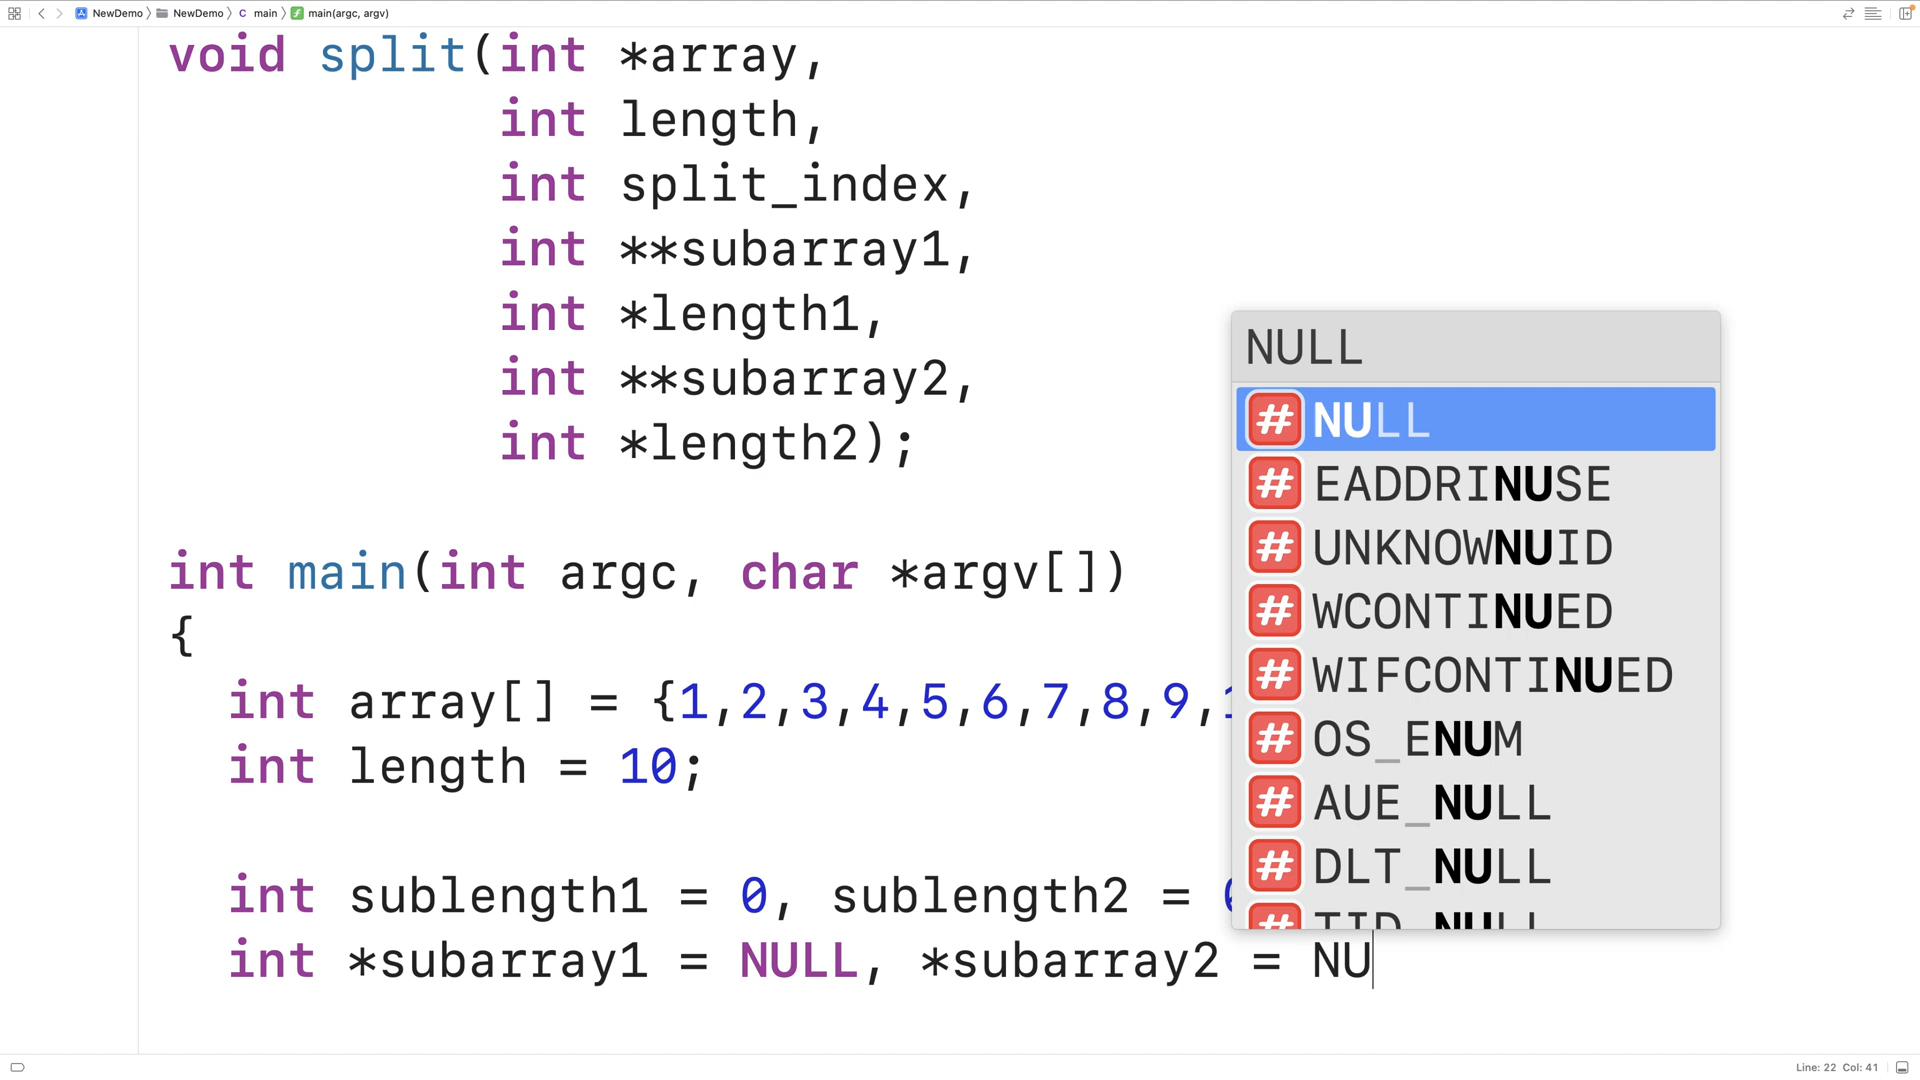 NewDemo NewDemo C main f main(argc, argv)
void split(int *array,
int length,
int split_index,
int **subarray1,
int *length1,
int **subarray2,
int *length2);
int main(int argc, char *argv[])
{
int array[] = {1,2,3,4,5,6,7,8,9,
int length = 10;
int sublength1 = 0, sublength2 =
int *subarray1 = NULL, *subarray2 = NU
NULL
# NULL
# EADDRINUSE
# UNKNOWNUID
# WCONTINUED
# WIFCONTINUED
# OS_ENUM
# AUE_NULL
# DLT_NULL
Line: 22 Col: 41